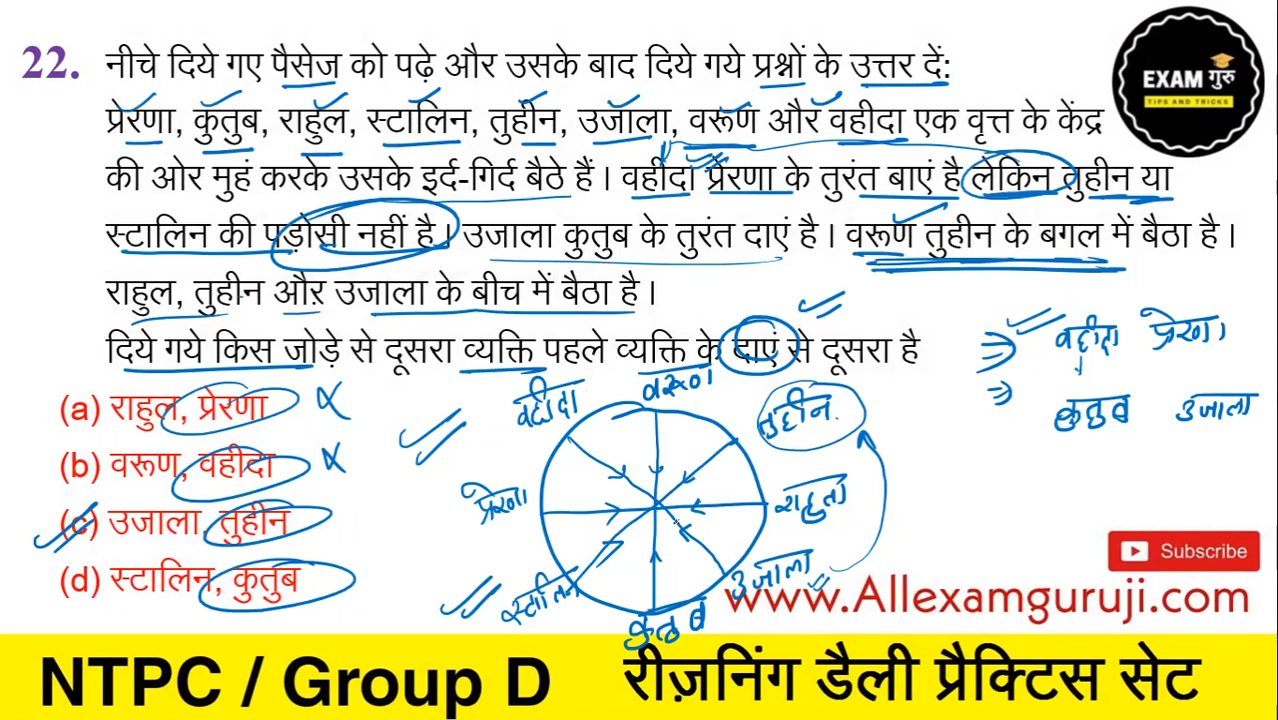 22. नीचे दिये गए पैसेज को पढ़े और उसके बाद दिये गये प्रश्नों के उत्तर दें:
EXAM गुरु
TIPS AND TRICKS
प्रेरणा, कुतुब, राहुल, स्टालिन, तुहीन, उजाला, वरूण और वहीदा एक वृत्त के केंद्र
की ओर मुहं करके उसके इर्द-गिर्द बैठे हैं। वहीदा प्रेरणा के तुरंत बाएं है लेकिन तुहीन या
स्टालिन की पड़ोसी नहीं है। उजाला कुतुब के तुरंत दाएं है। वरूण तुहीन के बगल में बैठा है।
राहुल, तुहीन और उजाला के बीच में बैठा है।
दिये गये किस जोड़े से दूसरा व्यक्ति पहले व्यक्ति के दाएं से दूसरा है
(a) राहुल, प्रेरणा
(b) वरूण, वहीदा
(c) उजाला, तुहीन
(d) स्टालिन, कुतुब
वहीदा
कुतुब उजाला
वहीदा
वरूण
तुहीन
राहुल
उजाला
कुतुब
स्टालिन
Subscribe
www.Allexamguruji.com
NTPC / Group D रीज़निंग डैली प्रैक्टिस सेट